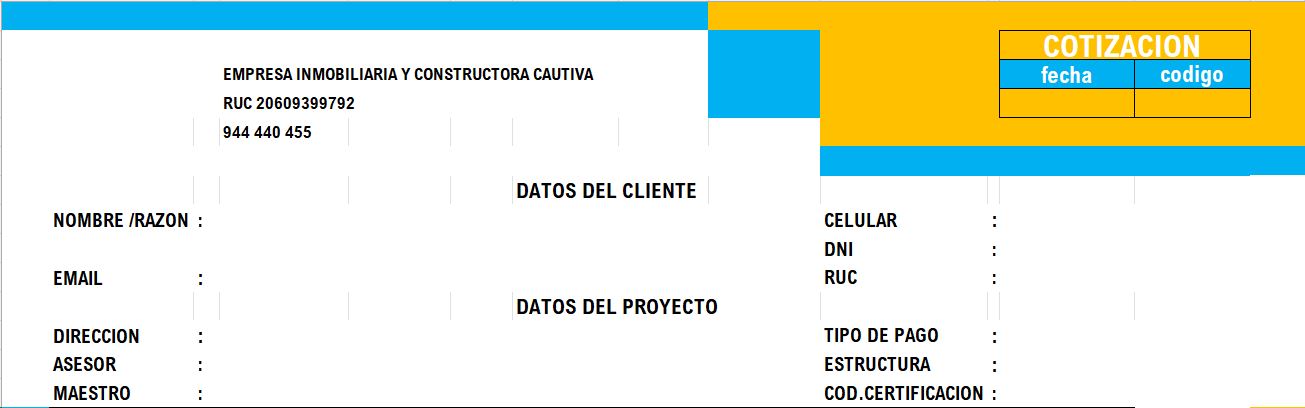 COTIZACION
fecha codigo
EMPRESA INMOBILIARIA Y CONSTRUCTORA CAUTIVA
RUC 20609399792
944 440 455
DATOS DEL CLIENTE
NOMBRE /RAZON : CELULAR :
DNI :
EMAIL : RUC :
DATOS DEL PROYECTO
DIRECCION : TIPO DE PAGO :
ASESOR : ESTRUCTURA :
MAESTRO : COD.CERTIFICACION :